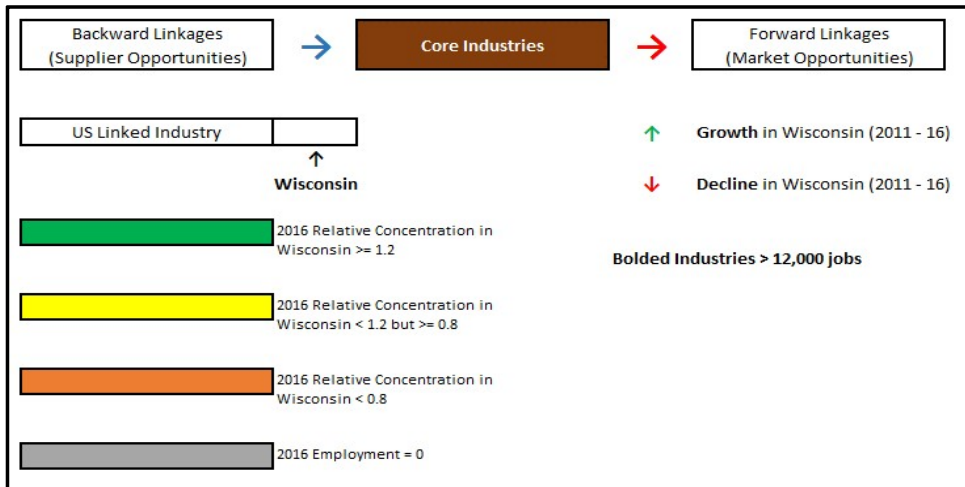 Backward Linkages
(Supplier Opportunities)
→
Core Industries
→
Forward Linkages
(Market Opportunities)
US Linked Industry
↑
Wisconsin
↑ Growth in Wisconsin (2011 - 16)
↓ Decline in Wisconsin (2011 - 16)
2016 Relative Concentration in
Wisconsin >= 1.2
Bolded Industries > 12,000 jobs
2016 Relative Concentration in
Wisconsin < 1.2 but >= 0.8
2016 Relative Concentration in
Wisconsin < 0.8
2016 Employment = 0